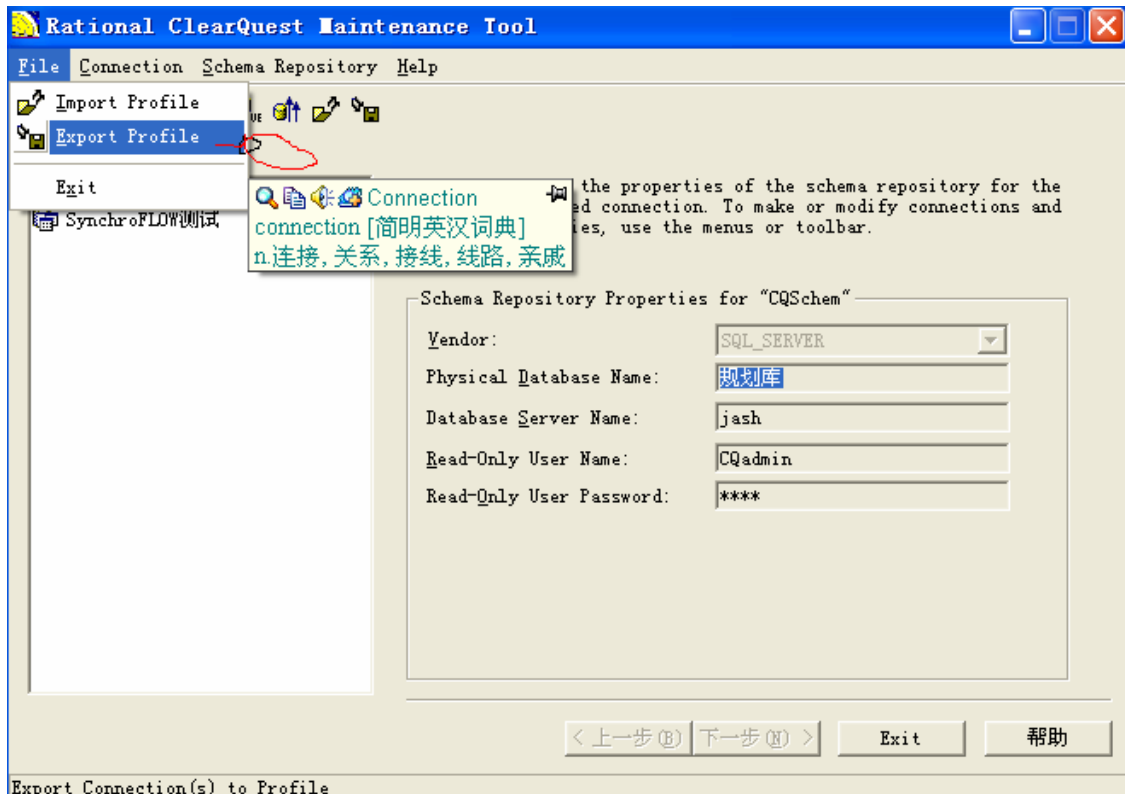 Rational ClearQuest Maintenance Tool
File Connection Schema Repository Help
Import Profile
Export Profile
Exit
SynchroFLOW测试
Connection
connection [简明英汉词典]
n.连接, 关系, 接线, 线路, 亲戚
the properties of the schema repository for the
ed connection. To make or modify connections and
ies, use the menus or toolbar.
Schema Repository Properties for "CQSchem"
Vendor: SQL_SERVER
Physical Database Name: 规划库
Database Server Name: jash
Read-Only User Name: CQadmin
Read-Only User Password: ****
< 上一步(B) 下一步(N) > Exit 帮助
Export Connection(s) to Profile